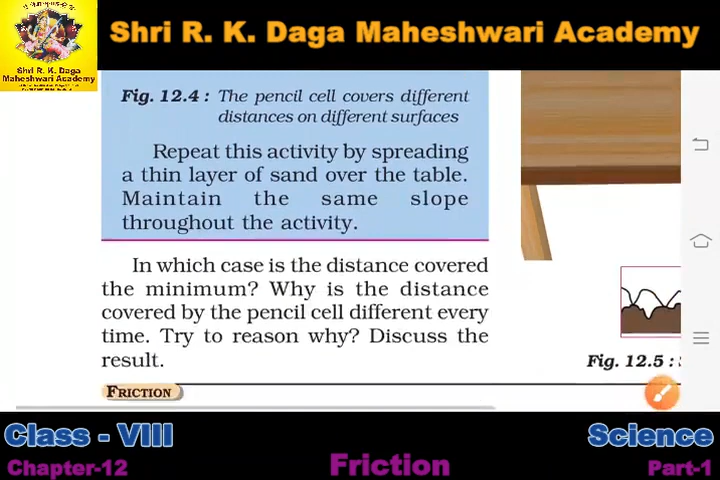 Shri R. K. Daga Maheshwari Academy
Shri R. K. Daga
Maheshwari Academy
Fig. 12.4 : The pencil cell covers different
distances on different surfaces
Repeat this activity by spreading
a thin layer of sand over the table.
Maintain the same slope
throughout the activity.
In which case is the distance covered
the minimum? Why is the distance
covered by the pencil cell different every
time. Try to reason why? Discuss the
result.
Fig. 12.5 :
FRICTION
Class - VIII
Science
Chapter-12
Friction
Part-1